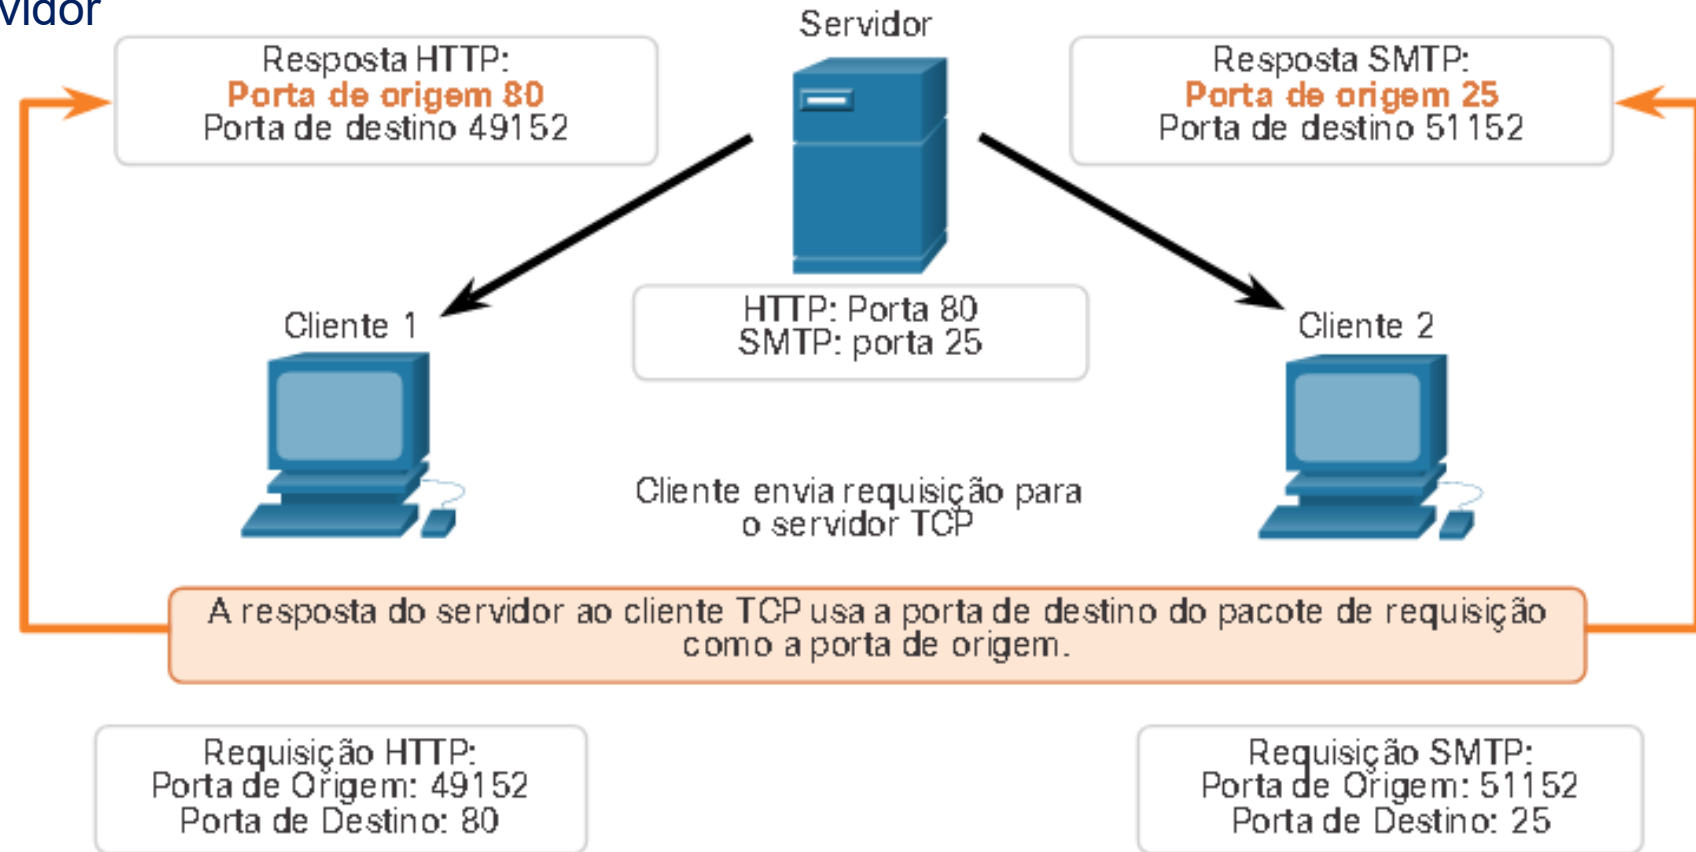 Servidor
Resposta HTTP:
Porta de origem 80
Porta de destino 49152
Resposta SMTP:
Porta de origem 25
Porta de destino 51152
HTTP: Porta 80
SMTP: porta 25
Cliente 1
Cliente 2
Cliente envia requisição para
o servidor TCP
A resposta do servidor ao cliente TCP usa a porta de destino do pacote de requisição
como a porta de origem.
Requisição HTTP:
Porta de Origem: 49152
Porta de Destino: 80
Requisição SMTP:
Porta de Origem: 51152
Porta de Destino: 25